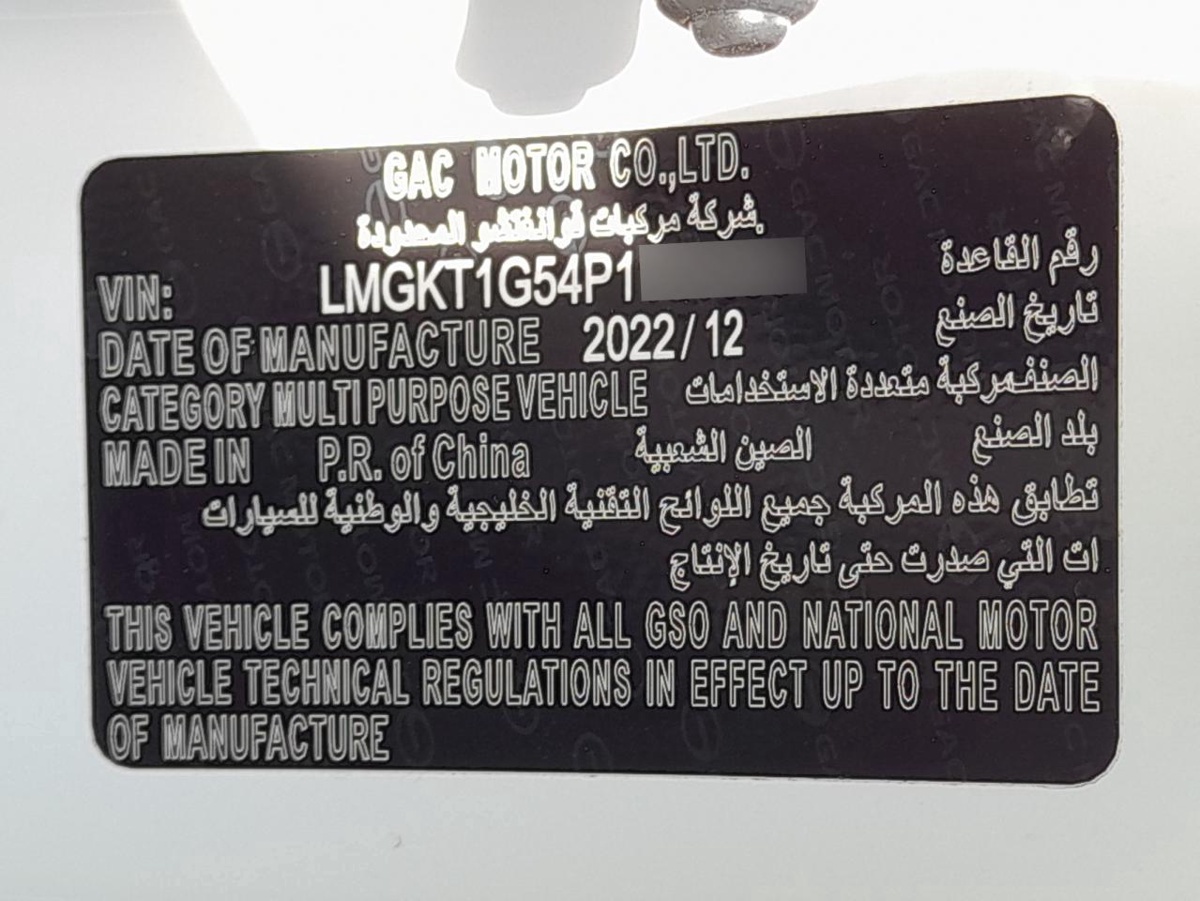 GAC MOTOR CO.,LTD.
شركة مركبات قوانغتشو المحدودة.
VIN: LMGKT1G54P1 رقم القاعدة
DATE OF MANUFACTURE 2022/12 تاريخ الصنع
CATEGORY MULTI PURPOSE VEHICLE الصنف:مركبة متعددة الاستخدامات
MADE IN P.R. of China الصين الشعبية بلد الصنع
تطابق هذه المركبة جميع اللوائح التقنية الخليجية والوطنية للسيارات
ات التي صدرت حتى تاريخ الإنتاج
THIS VEHICLE COMPLIES WITH ALL GSO AND NATIONAL MOTOR
VEHICLE TECHNICAL REGULATIONS IN EFFECT UP TO THE DATE
OF MANUFACTURE